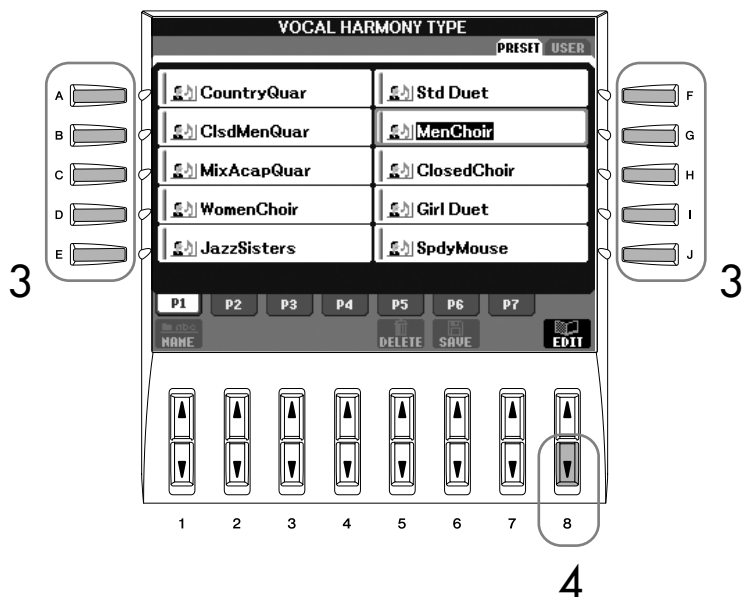 VOCAL HARMONY TYPE
PRESET USER
A CountryQuar Std Duet F
B ClsdMenQuar MenChoir G
C MixAcapQuar ClosedChoir H
D WomenChoir Girl Duet I
E JazzSisters SpdyMouse J
3 3
P1 P2 P3 P4 P5 P6 P7
abc
NAME DELETE SAVE EDIT
1 2 3 4 5 6 7 8
4